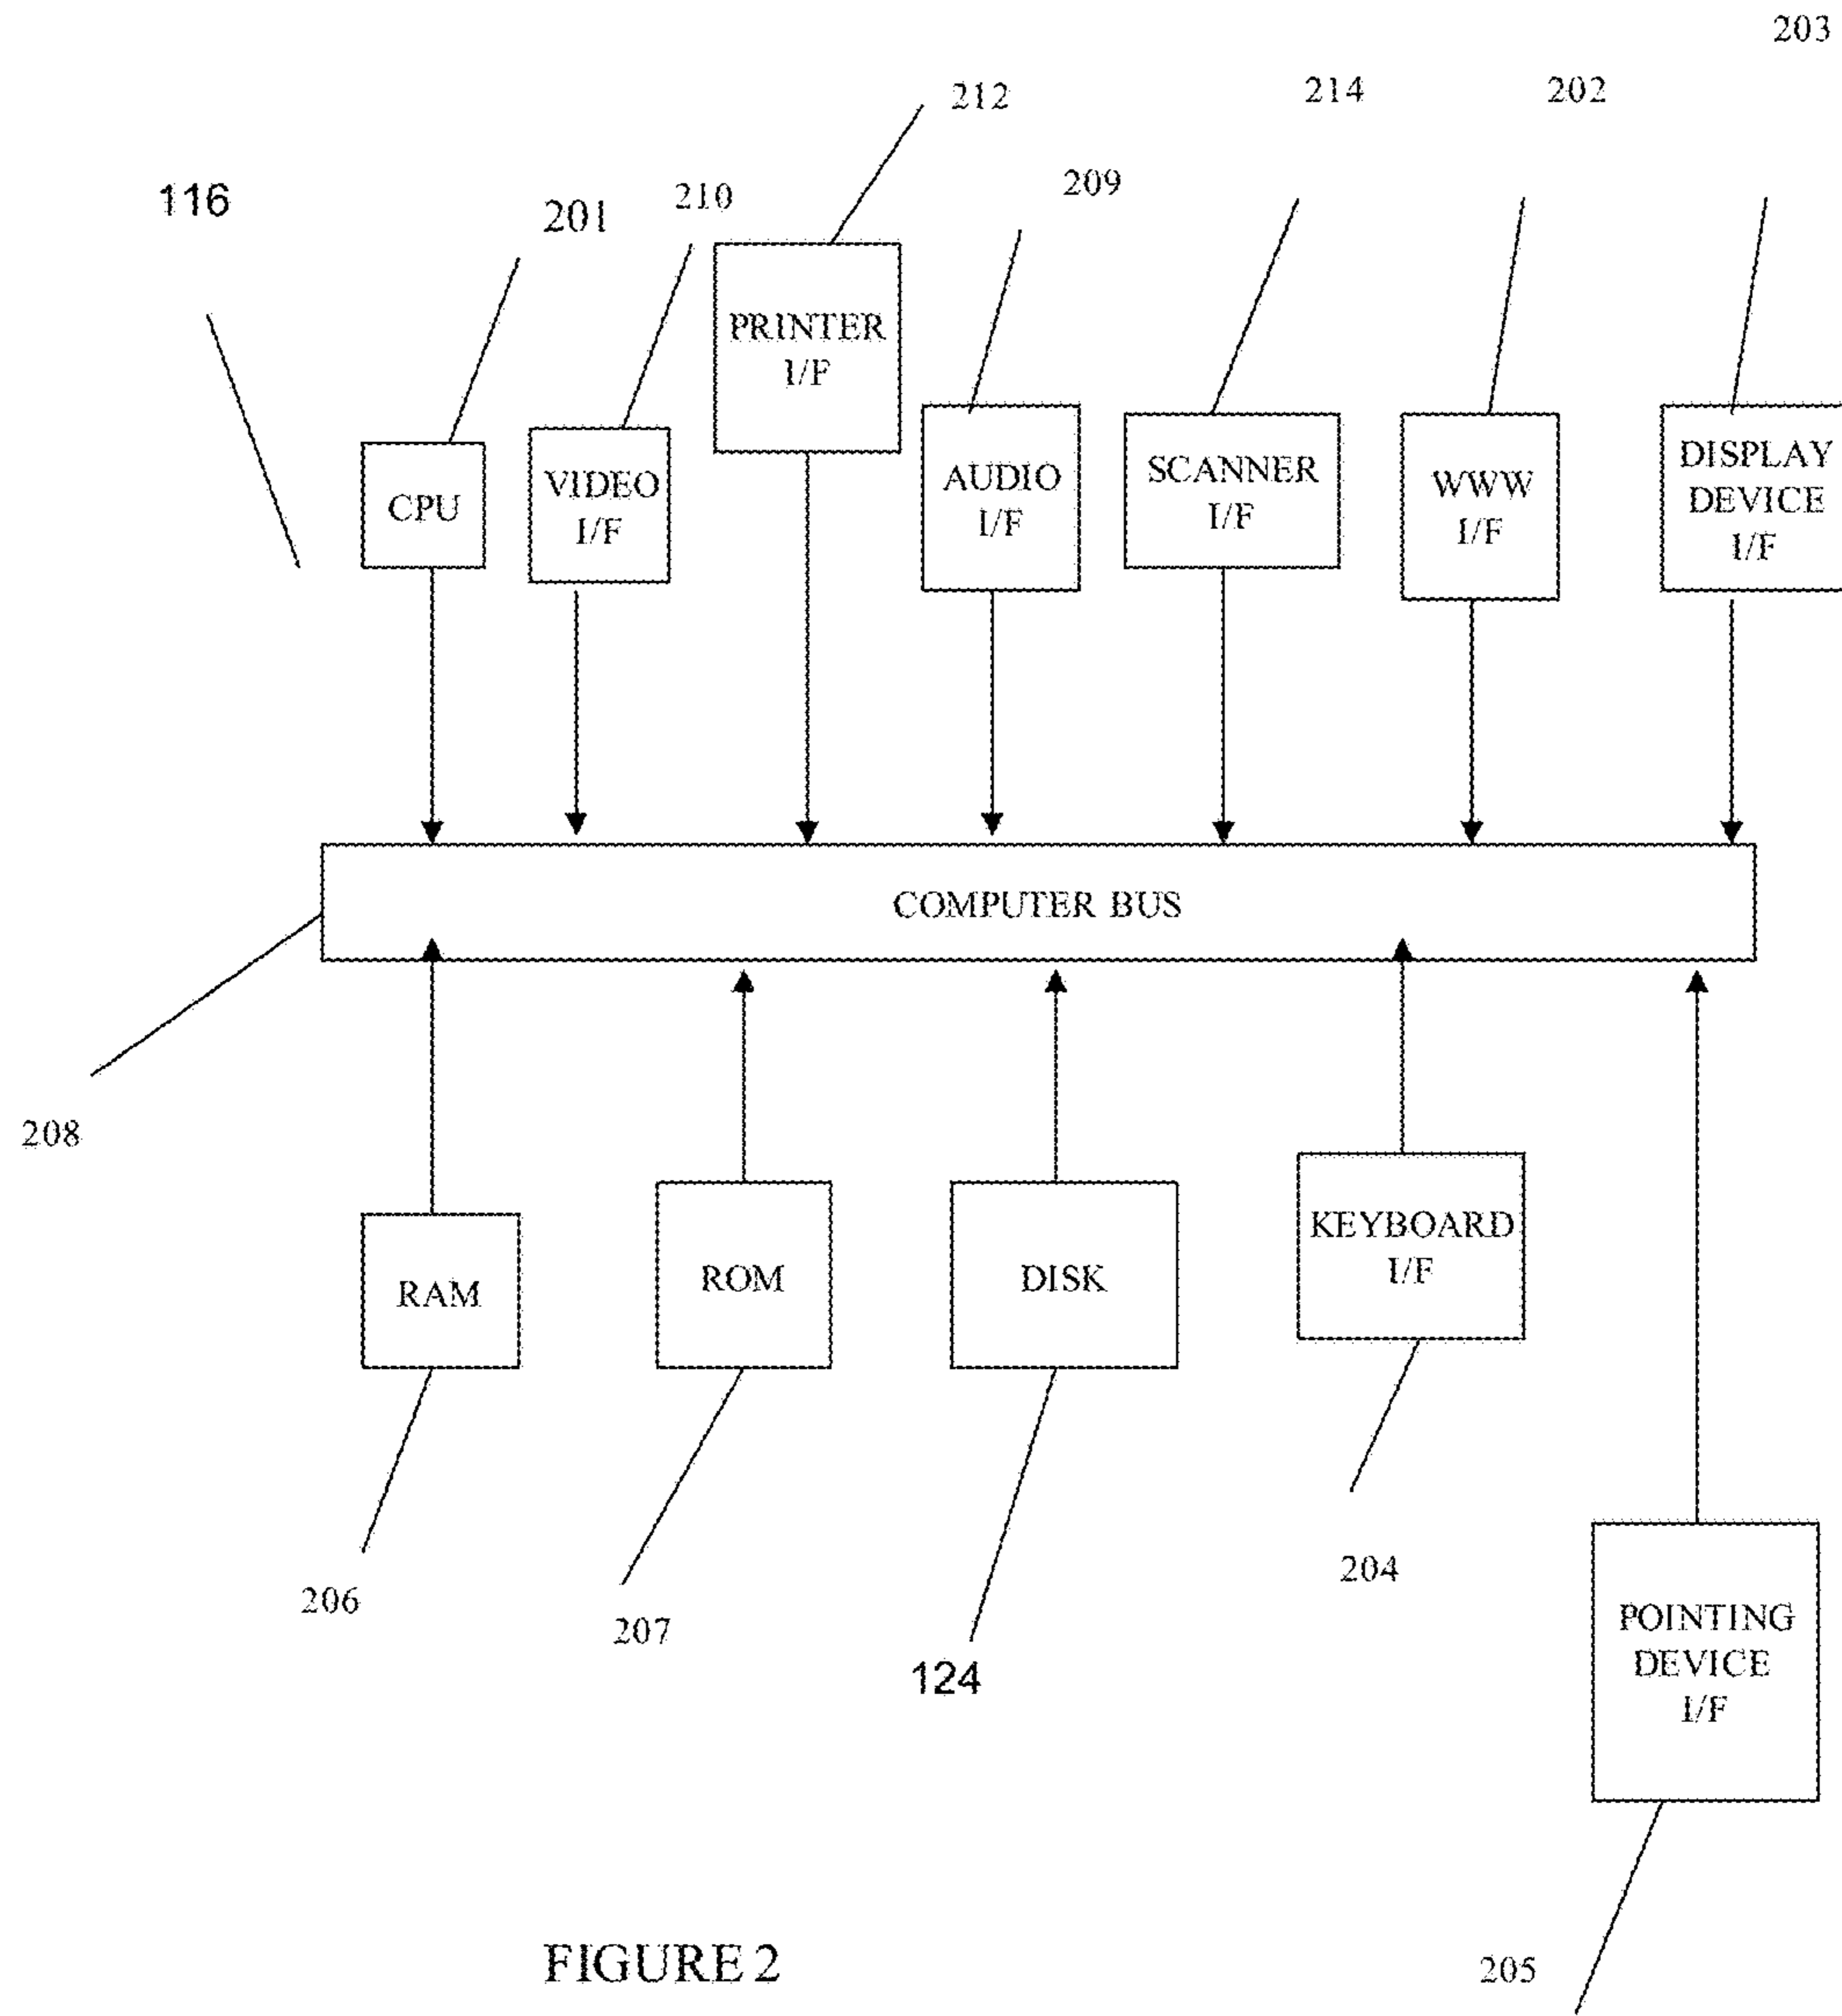 203
212
214
202
209
116
210
201
PRINTER
I/F
CPU
VIDEO
I/F
AUDIO
I/F
SCANNER
I/F
WWW
I/F
DISPLAY
DEVICE
I/F
COMPUTER BUS
208
RAM
ROM
DISK
KEYBOARD
I/F
206
207
124
204
POINTING
DEVICE
I/F
FIGURE 2
205